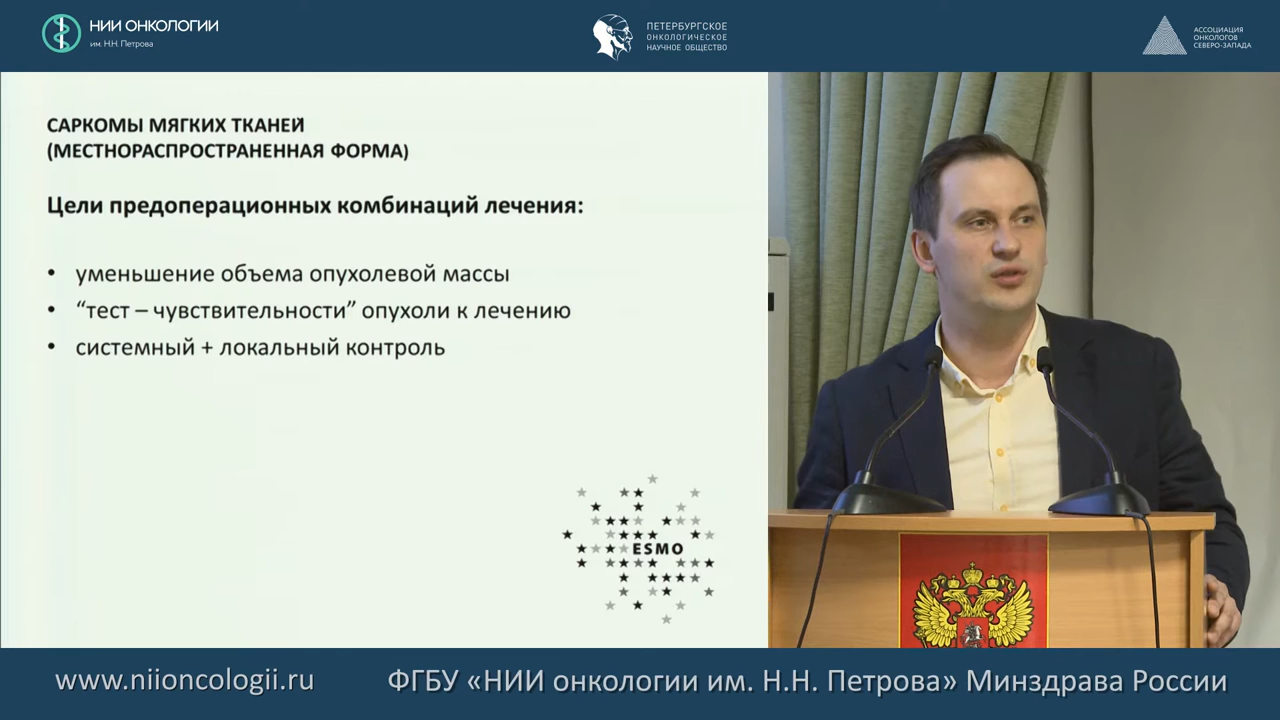 НИИ ОНКОЛОГИИ
им. Н.Н. Петрова
ПЕТЕРБУРГСКОЕ
ОНКОЛОГИЧЕСКОЕ
НАУЧНОЕ ОБЩЕСТВО
АССОЦИАЦИЯ
ОНКОЛОГОВ
СЕВЕРО-ЗАПАДА
САРКОМЫ МЯГКИХ ТКАНЕЙ
(МЕСТНОРАСПРОСТРАНЕННАЯ ФОРМА)
Цели предоперационных комбинаций лечения:
• уменьшение объема опухолевой массы
• “тест – чувствительности” опухоли к лечению
• системный + локальный контроль
ESMO
www.niioncologii.ru
ФГБУ «НИИ онкологии им. Н.Н. Петрова» Минздрава России